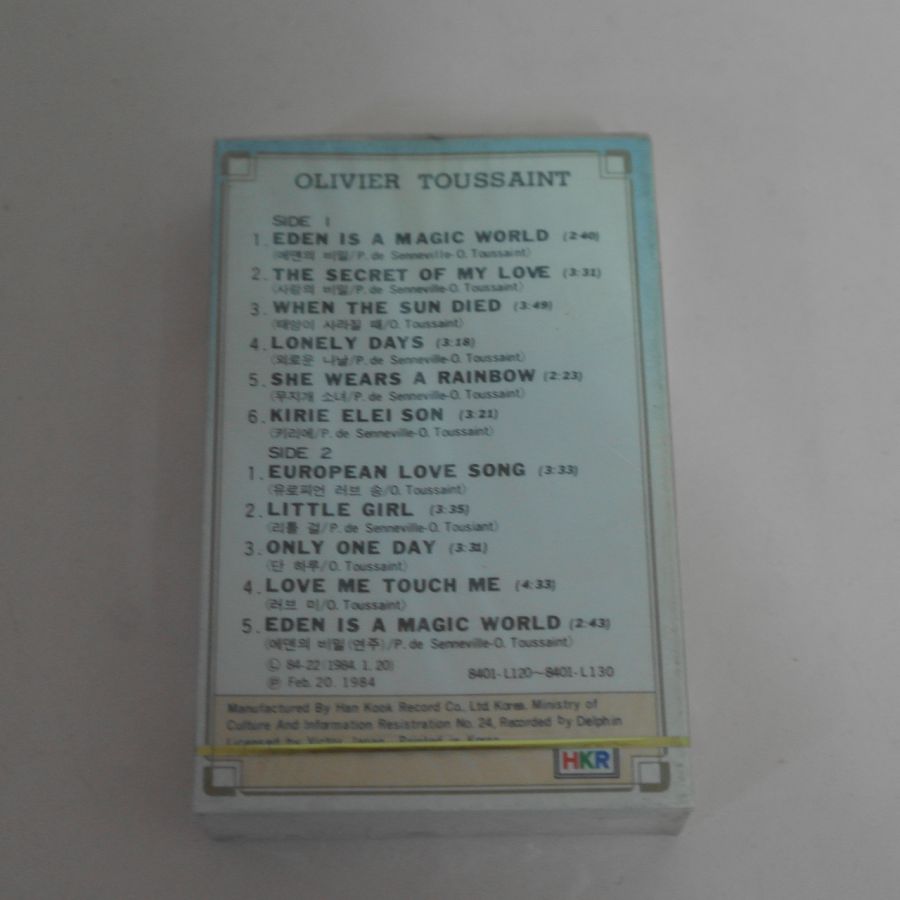 OLIVIER TOUSSAINT
SIDE 1
1. EDEN IS A MAGIC WORLD (2:40)
(에덴의 비밀/P. de Senneville-O. Toussaint)
2. THE SECRET OF MY LOVE (3:31)
(사랑의 비밀/P. de Senneville-O. Toussaint)
3. WHEN THE SUN DIED (3:49)
(태양이 사라질 때/O. Toussaint)
4. LONELY DAYS (3:18)
(외로운 나날/P. de Senneville-O. Toussaint)
5. SHE WEARS A RAINBOW (2:23)
(무지개 소녀/P. de Senneville-O. Toussaint)
6. KIRIE ELEI SON (3:21)
(키리에/P. de Senneville-O. Toussaint)
SIDE 2
1. EUROPEAN LOVE SONG (3:33)
(유로피언 러브 송/O. Toussaint)
2. LITTLE GIRL (3:35)
(리틀 걸/P. de Senneville-O. Tousiant)
3. ONLY ONE DAY (3:31)
(단 하루/O. Toussaint)
4. LOVE ME TOUCH ME (4:33)
(러브 미/O. Toussaint)
5. EDEN IS A MAGIC WORLD (2:43)
(에덴의 비밀(연주)/P. de Senneville-O. Toussaint)
Ⓛ 84-22 (1984. 1. 20)
Ⓟ Feb. 20. 1984
8401-L120~8401-L130
Manufactured By Han Kook Record Co., Ltd. Korea. Ministry of
Culture And Information Resistration No. 24, Recorded by Delphin
Licensed by Victor, Japan. Printed in Korea
HKR